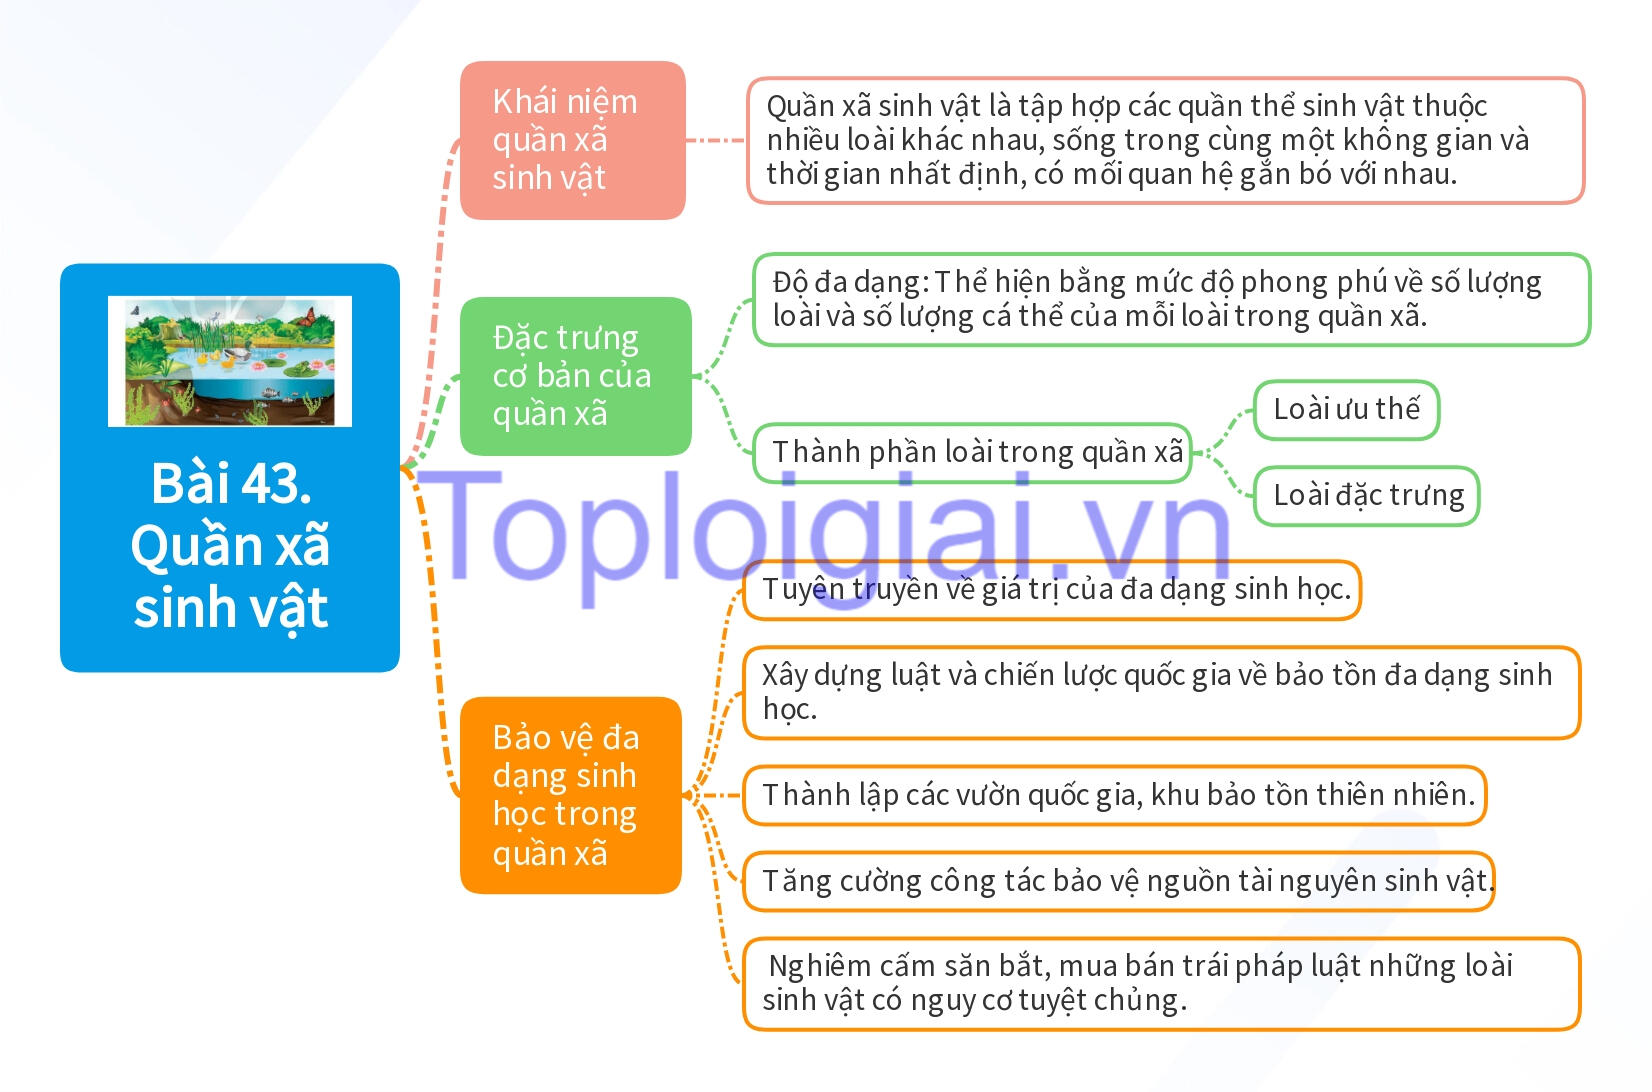 Khái niệm
quần xã
sinh vật
Quần xã sinh vật là tập hợp các quần thể sinh vật thuộc
nhiều loài khác nhau, sống trong cùng một không gian và
thời gian nhất định, có mối quan hệ gắn bó với nhau.
Bài 43.
Quần xã
sinh vật
Đặc trưng
cơ bản của
quần xã
Độ đa dạng: Thể hiện bằng mức độ phong phú về số lượng
loài và số lượng cá thể của mỗi loài trong quần xã.
Thành phần loài trong quần xã
Loài ưu thế
Loài đặc trưng
Toploigiai.vn
Bảo vệ đa
dạng sinh
học trong
quần xã
Tuyên truyền về giá trị của đa dạng sinh học.
Xây dựng luật và chiến lược quốc gia về bảo tồn đa dạng sinh
học.
Thành lập các vườn quốc gia, khu bảo tồn thiên nhiên.
Tăng cường công tác bảo vệ nguồn tài nguyên sinh vật.
Nghiêm cấm săn bắt, mua bán trái pháp luật những loài
sinh vật có nguy cơ tuyệt chủng.